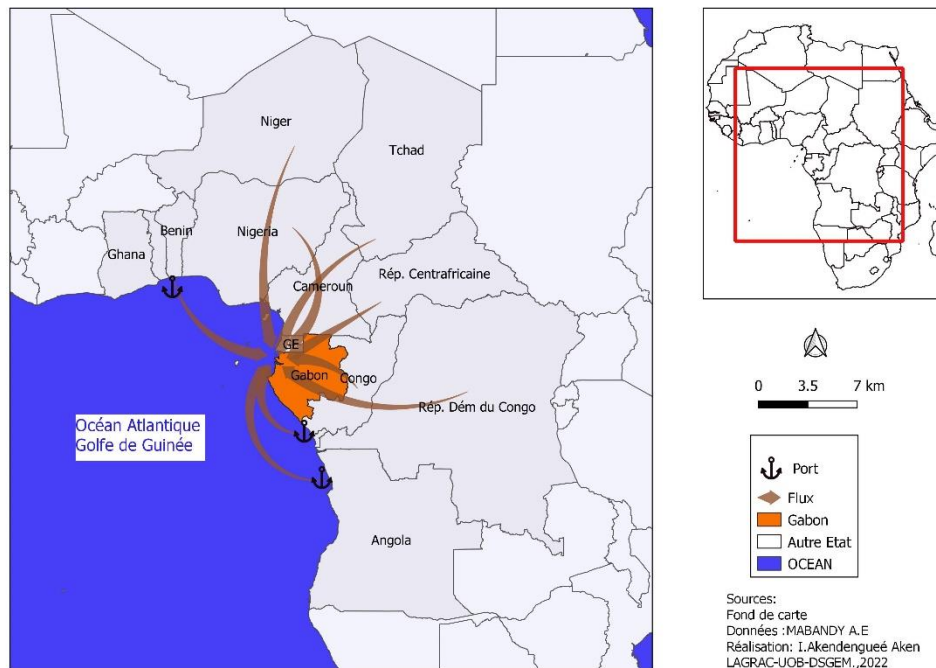 Niger
Tchad
Benin
Nigeria
Ghana
Rép. Centrafricaine
Cameroun
GE
Gabon
Congo
Rép. Dém du Congo
Océan Atlantique
Golfe de Guinée
Angola
0 3.5 7 km
Port
Flux
Gabon
Autre Etat
OCEAN
Sources:
Fond de carte
Données :MABANDY A.E
Réalisation: I.Akendengueé Aken
LAGRAC-UOB-DSGEM.,2022